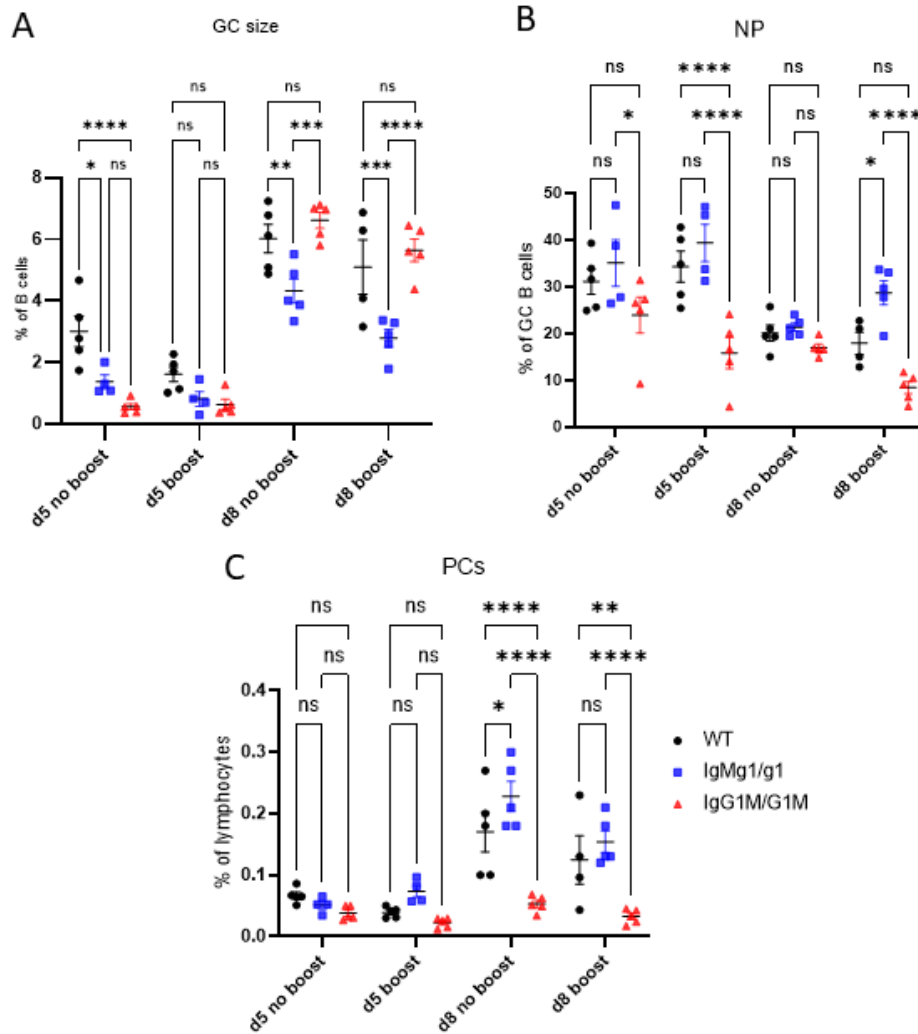 A
GC size
ns
ns
ns
ns
****
ns
***
****
*
ns
ns
**
***
8
6
4
2
0
% of B cells
d5 no boost
d5 boost
d8 no boost
d8 boost
B
NP
ns
****
ns
ns
*
****
****
ns
ns
ns
ns
*
50
40
30
20
10
0
% of GC B cells
d5 no boost
d5 boost
d8 no boost
d8 boost
C
PCs
ns
ns
****
**
ns
ns
****
****
ns
ns
*
ns
0.4
0.3
0.2
0.1
0.0
% of lymphocytes
d5 no boost
d5 boost
d8 no boost
d8 boost
WT
IgMg1/g1
IgG1M/G1M